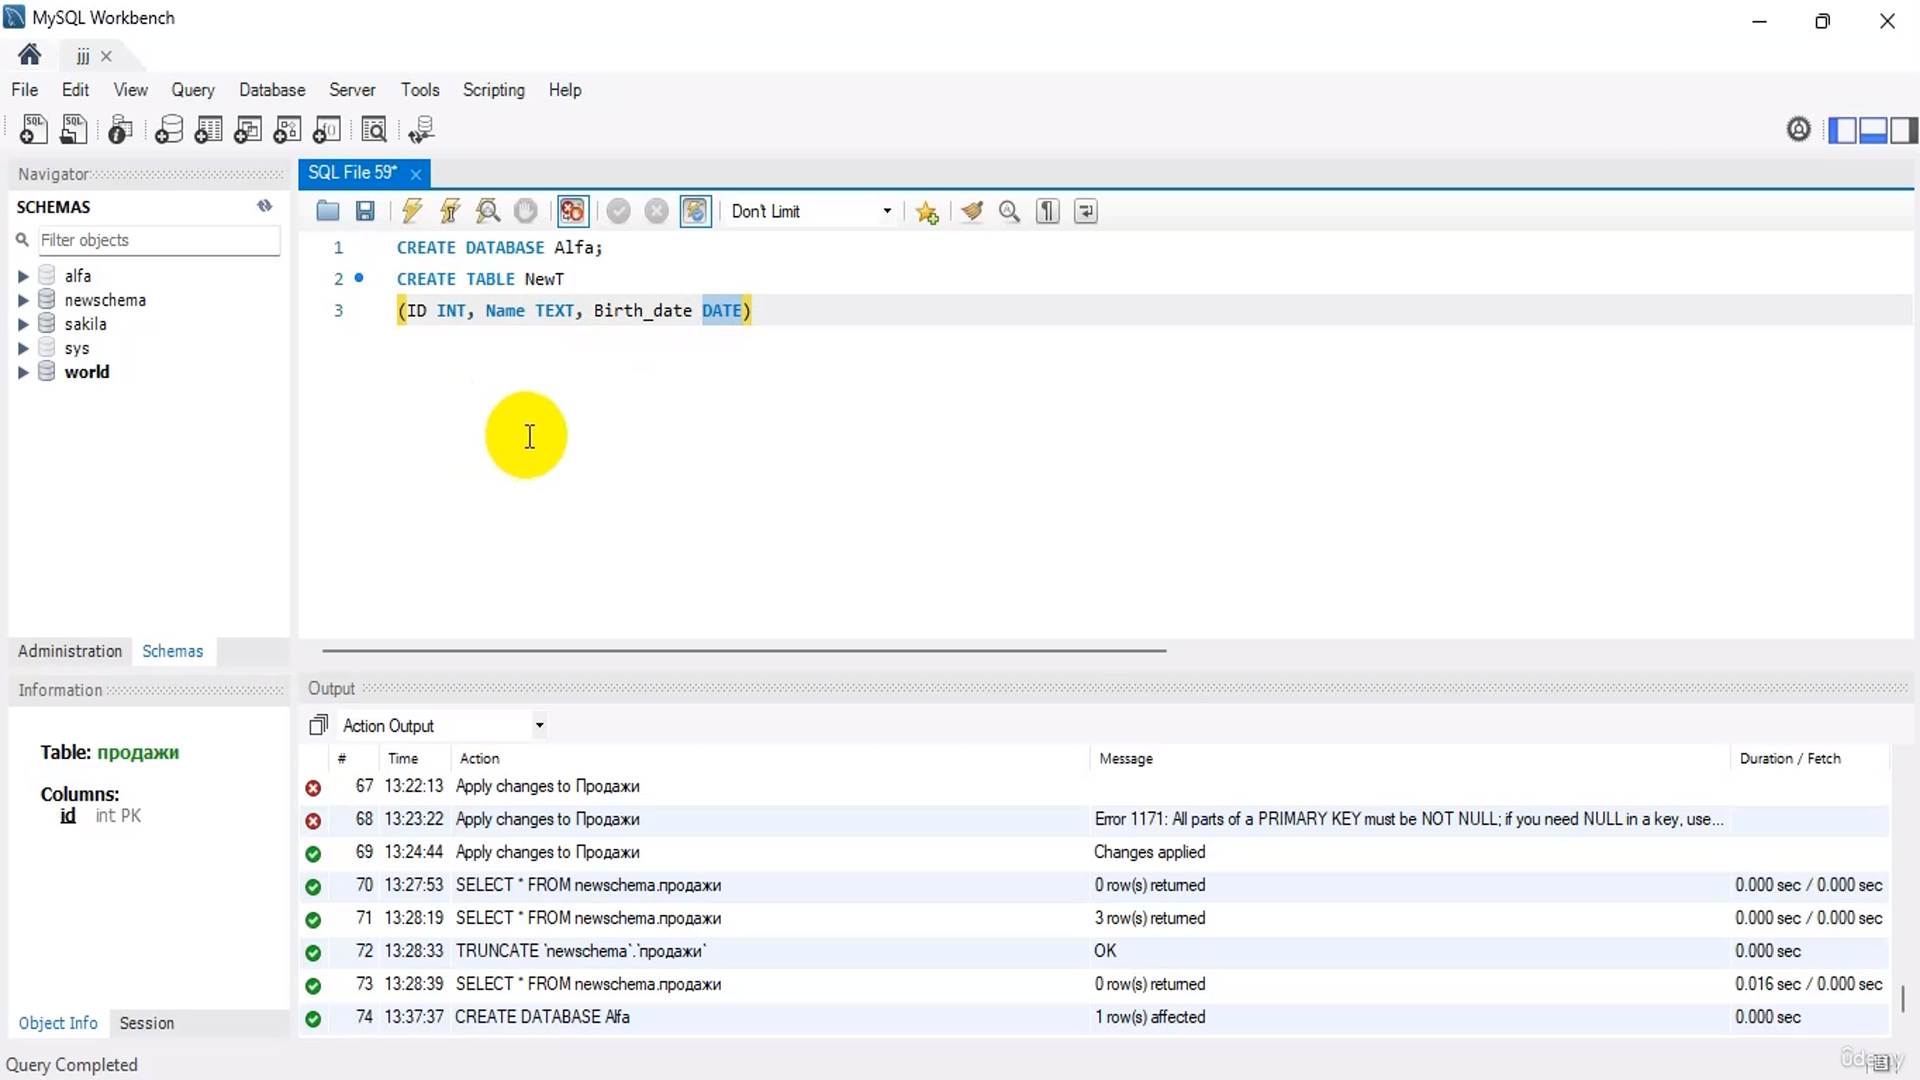 MySQL Workbench
jjj
File Edit View Query Database Server Tools Scripting Help
Navigator
SCHEMAS
Filter objects
alfa
newschema
sakila
sys
world
Administration Schemas
Information
Table: продажи
Columns:
id int PK
Object Info Session
SQL File 59*
Don't Limit
1 CREATE DATABASE Alfa;
2 CREATE TABLE NewT
3 (ID INT, Name TEXT, Birth_date DATE)
Output
Action Output
# Time Action Message Duration / Fetch
67 13:22:13 Apply changes to Продажи
68 13:23:22 Apply changes to Продажи Error 1171: All parts of a PRIMARY KEY must be NOT NULL; if you need NULL in a key, use...
69 13:24:44 Apply changes to Продажи Changes applied
70 13:27:53 SELECT * FROM newschema.продажи 0 row(s) returned 0.000 sec / 0.000 sec
71 13:28:19 SELECT * FROM newschema.продажи 3 row(s) returned 0.000 sec / 0.000 sec
72 13:28:33 TRUNCATE `newschema`.`продажи` OK 0.000 sec
73 13:28:39 SELECT * FROM newschema.продажи 0 row(s) returned 0.016 sec / 0.000 sec
74 13:37:37 CREATE DATABASE Alfa 1 row(s) affected 0.000 sec
Query Completed
ûdemy